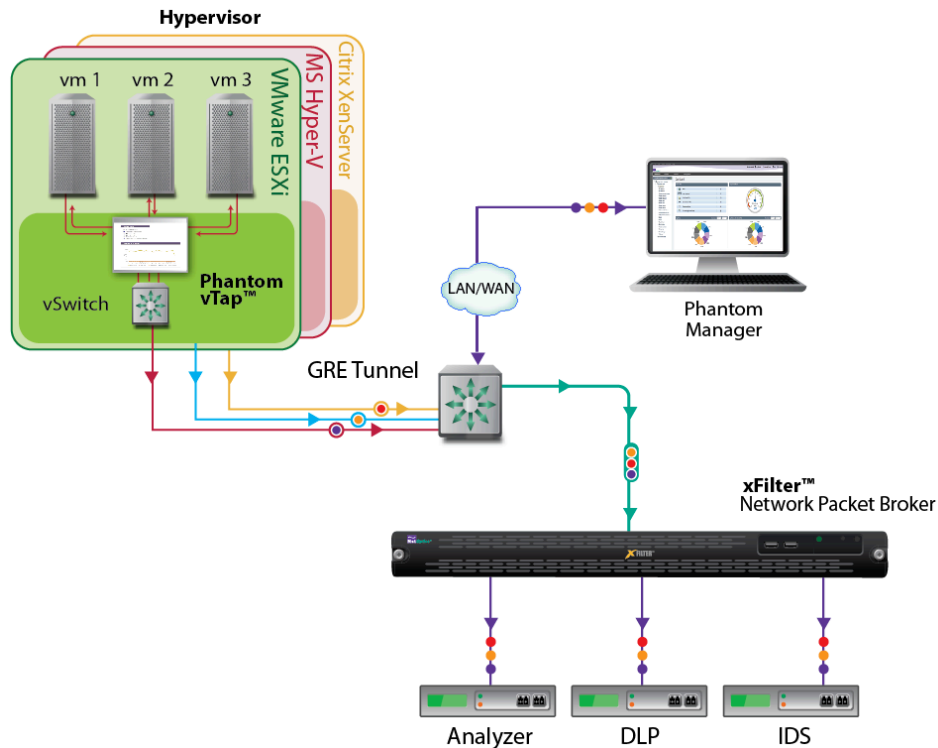 Hypervisor
Citrix XenServer
MS Hyper-V
VMware ESXi
vm 1
vm 2
vm 3
Phantom
vTap™
vSwitch
LAN/WAN
Phantom
Manager
GRE Tunnel
xFilter™
Network Packet Broker
XFILTER™
Analyzer
DLP
IDS